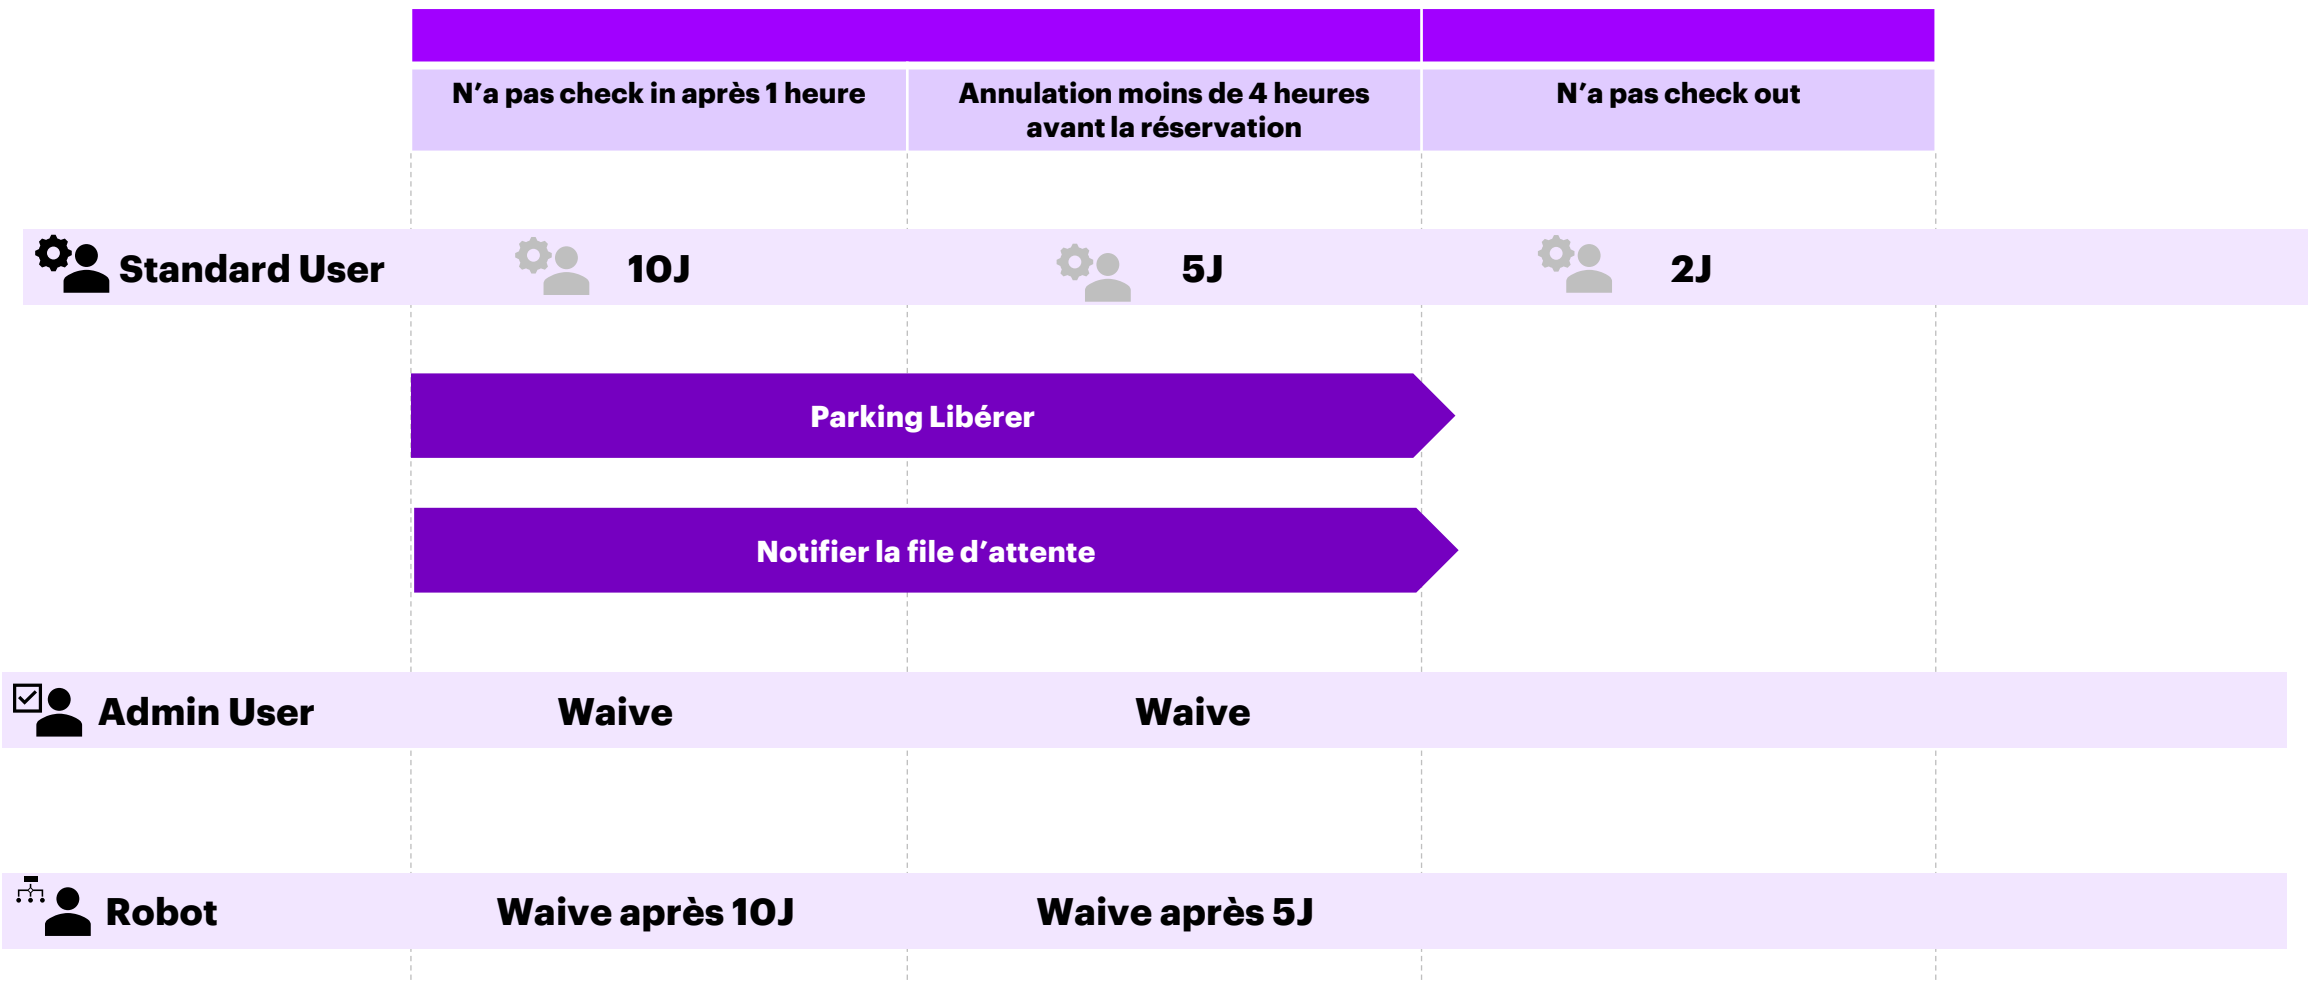 N’a pas check in après 1 heure
Annulation moins de 4 heures
avant la réservation
N’a pas check out
Standard User
10J
5J
2J
Parking Libérer
Notifier la file d’attente
Admin User
Waive
Waive
Robot
Waive après 10J
Waive après 5J